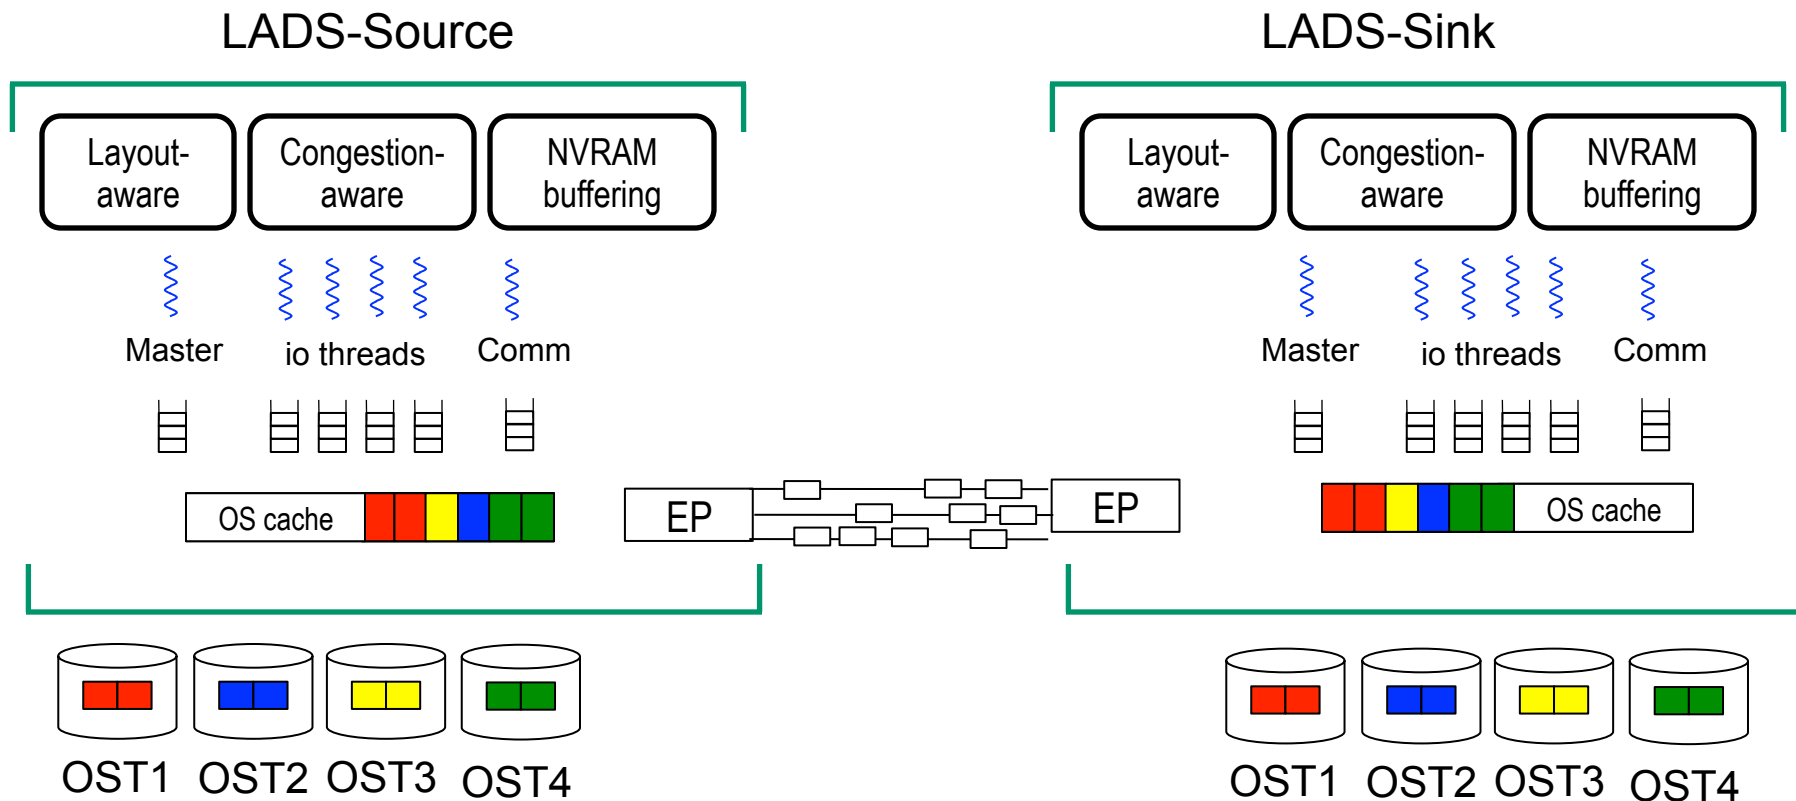 LADS-Source
LADS-Sink
Layout-
aware
Congestion-
aware
NVRAM
buffering
Layout-
aware
Congestion-
aware
NVRAM
buffering
Master
io threads
Comm
Master
io threads
Comm
OS cache
EP
EP
OS cache
OST1
OST2
OST3
OST4
OST1
OST2
OST3
OST4